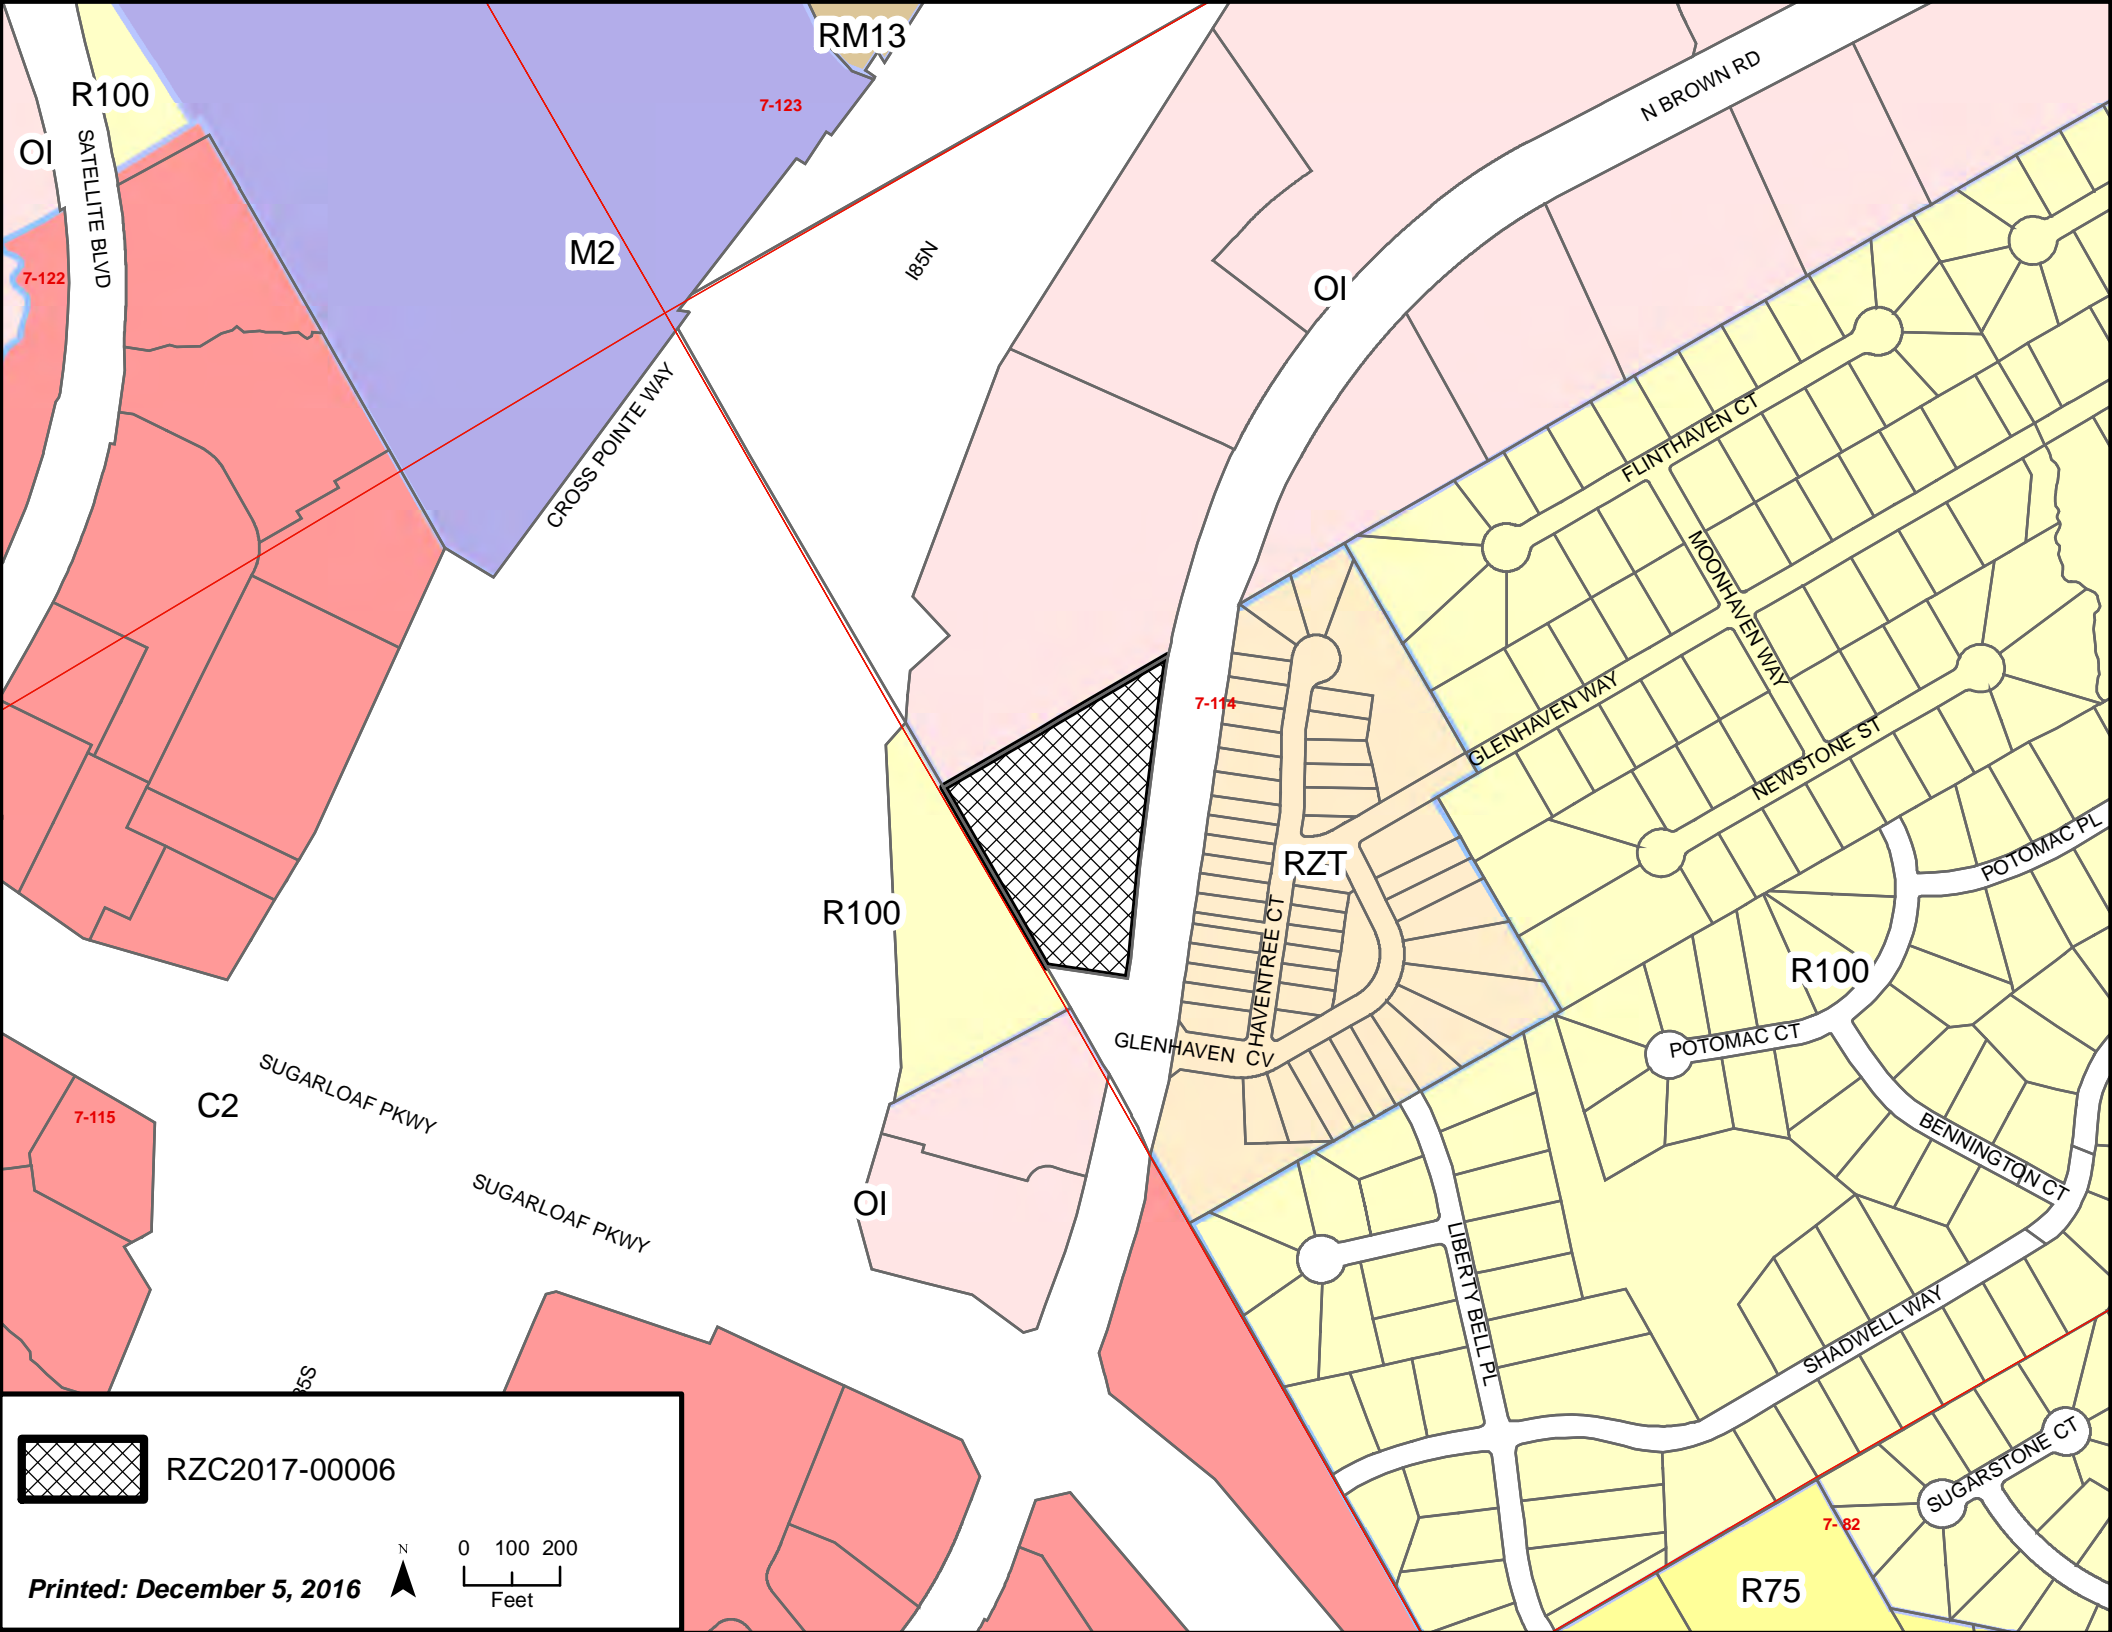 RM13
R100
7-123
N BROWN RD
OI
SATELLITE BLVD
M2
I85N
7-122
OI
CROSS POINTE WAY
FLINTHAVEN CT
MOONHAVEN WAY
7-114
GLENHAVEN WAY
NEWSTONE ST
POTOMAC PL
RZT
R100
HAVENTREE CT
R100
GLENHAVEN CV
POTOMAC CT
SUGARLOAF PKWY
C2
7-115
BENNINGTON CT
SUGARLOAF PKWY
OI
LIBERTY BELL PL
SHADWELL WAY
85S
SUGARSTONE CT
RZC2017-00006
7-82
N
0 100 200
Feet
Printed: December 5, 2016
R75